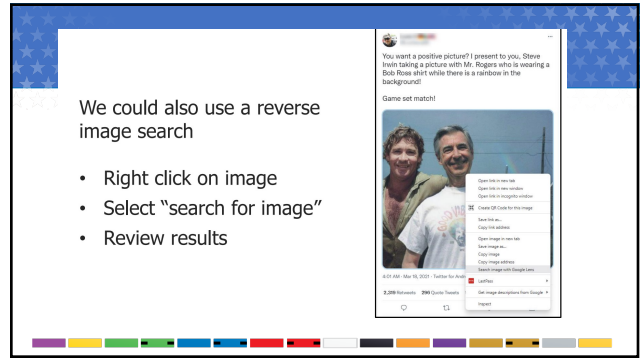 You want a positive picture? I present to you, Steve
Irwin taking a picture with Mr. Rogers who is wearing a
Bob Ross shirt while there is a rainbow in the
background!
Game set match!
We could also use a reverse
image search
• Right click on image
• Select “search for image”
• Review results
Open link in new tab
Open link in new window
Open link in incognito window
Create QR Code for this image
Save link as...
Copy link address
Open image in new tab
Save image as...
Copy image
Copy image address
Search image with Google Lens
LastPass
Get image descriptions from Google
Inspect
4:01 AM · Mar 18, 2021 · Twitter for Andr
2,319 Retweets 296 Quote Tweets